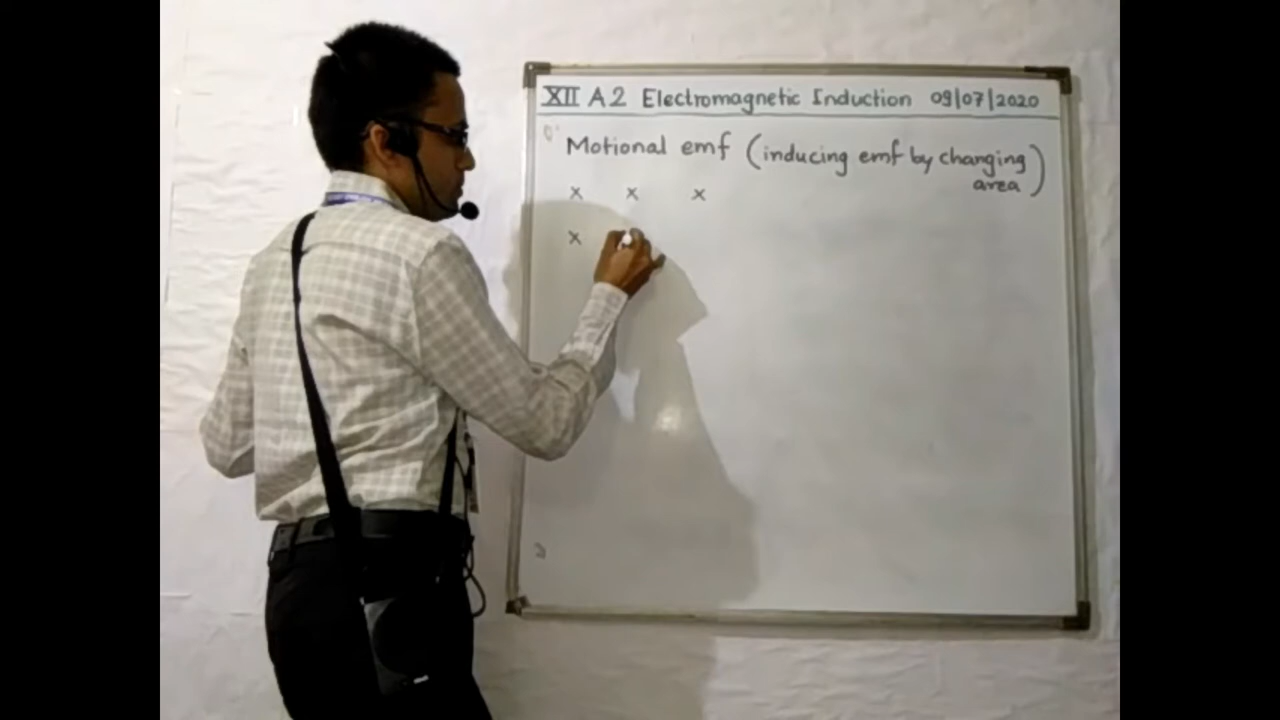 XII A2 Electromagnetic Induction 09/07/2020
Motional emf (inducing emf by changing
area)
x x x
x